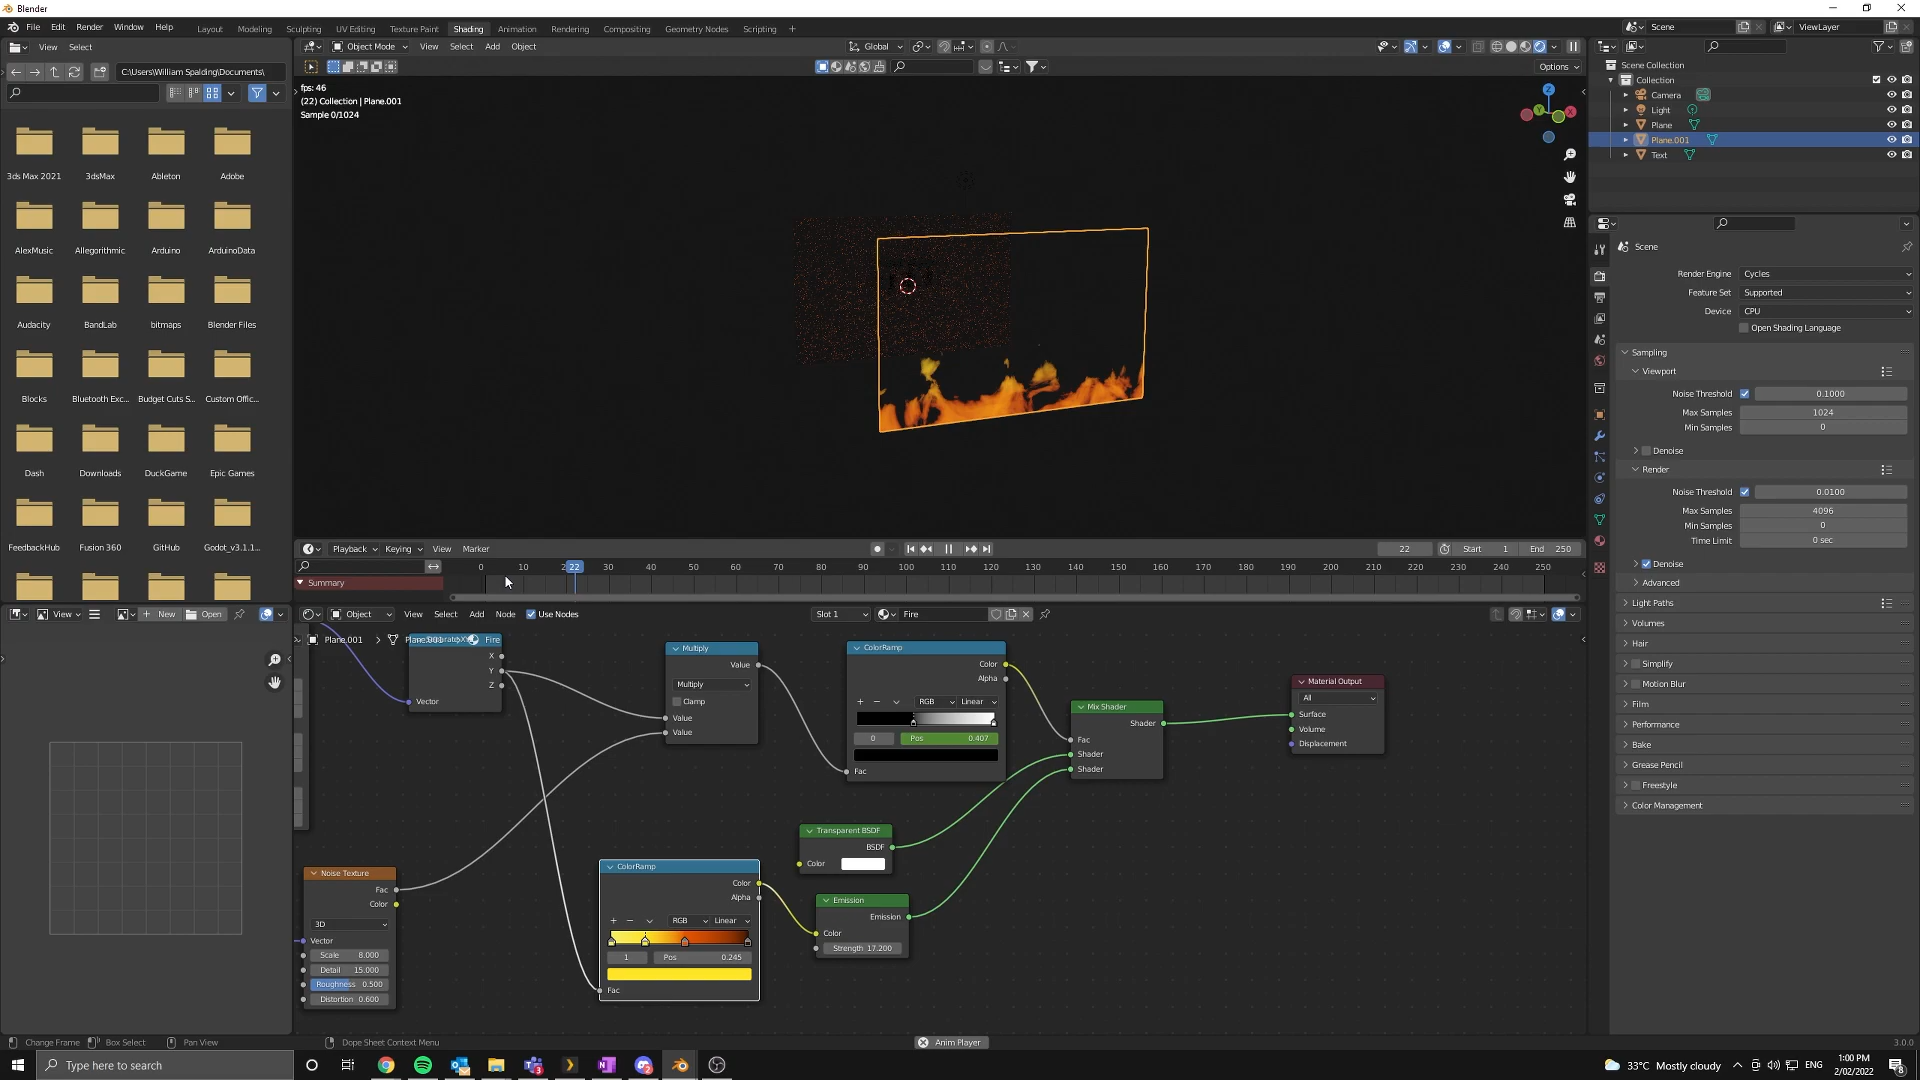 Blender
File Edit Render Window Help Layout Modeling Sculpting UV Editing Texture Paint Shading Animation Rendering Compositing Geometry Nodes Scripting + Scene ViewLayer
View Select Object Mode View Select Add Object Global
C:\Users\William Spalding\Documents\ Options
fps: 46
(22) Collection | Plane.001
Sample 0/1024
Z
Y
X
3ds Max 2021 3dsMax Ableton Adobe
AlexMusic Allegorithmic Arduino ArduinoData
Audacity BandLab bitmaps Blender Files
Blocks Bluetooth Exc... Budget Cuts S... Custom Offic...
Dash Downloads DuckGame Epic Games
FeedbackHub Fusion 360 GitHub Godot_v3.1.1...
Scene Collection
Collection
Camera
Light
Plane
Plane.001
Text
Scene
Render Engine Cycles
Feature Set Supported
Device CPU
Open Shading Language
Sampling
Viewport
Noise Threshold 0.1000
Max Samples 1024
Min Samples 0
Denoise
Render
Noise Threshold 0.0100
Max Samples 4096
Min Samples 0
Time Limit 0 sec
Denoise
Advanced
Light Paths
Volumes
Hair
Simplify
Motion Blur
Film
Performance
Bake
Grease Pencil
Freestyle
Color Management
Playback Keying View Marker 22 Start 1 End 250
0 10 2 22 30 40 50 60 70 80 90 100 110 120 130 140 150 160 170 180 190 200 210 220 230 240 250
Summary
View New Open Object View Select Add Node Use Nodes Slot 1 Fire
Plane.001 > Plane.001 > Fire
X
Y
Z
Vector
Multiply
Value
Multiply
Clamp
Value
Value
ColorRamp
Color
Alpha
RGB Linear
0 Pos 0.407
Fac
Mix Shader
Shader
Fac
Shader
Shader
Material Output
All
Surface
Volume
Displacement
Transparent BSDF
BSDF
Color
Noise Texture
Fac
Color
3D
Vector
Scale 8.000
Detail 15.000
Roughness 0.500
Distortion 0.600
ColorRamp
Color
Alpha
RGB Linear
1 Pos 0.245
Fac
Emission
Emission
Color
Strength 17.200
Change Frame Box Select Pan View Dope Sheet Context Menu Anim Player 3.0.0
Type here to search 33°C Mostly cloudy ENG 1:00 PM
2/02/2022